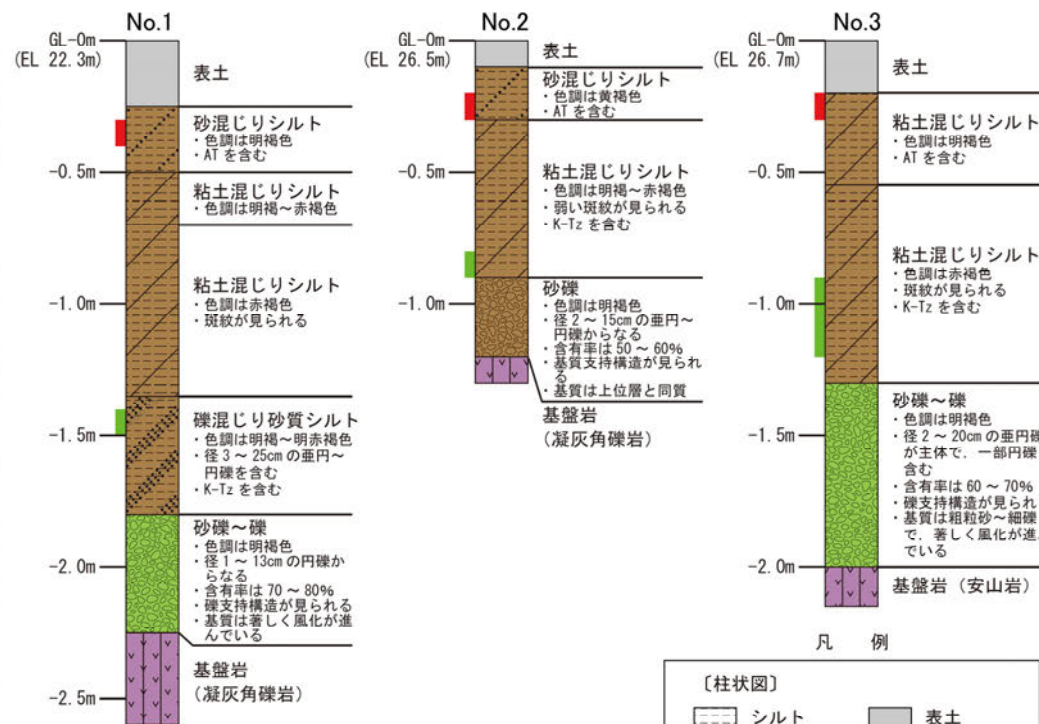 No.1
GL-0m
(EL 22.3m)
-0.5m
-1.0m
-1.5m
-2.0m
-2.5m
表土
砂混じりシルト
・色調は明褐色
・AT を含む
粘土混じりシルト
・色調は明褐～赤褐色
粘土混じりシルト
・色調は赤褐色
・斑紋が見られる
礫混じり砂質シルト
・色調は明褐～明赤褐色
・径 3 ～ 25cm の亜円～
円礫を含む
・K-Tz を含む
砂礫～礫
・色調は明褐色
・径 1 ～ 13cm の円礫か
らなる
・含有率は 70 ～ 80%
・礫支持構造が見られる
・基質は著しく風化が進
んでいる
基盤岩
(凝灰角礫岩)
No.2
GL-0m
(EL 26.5m)
-0.5m
-1.0m
表土
砂混じりシルト
・色調は黄褐色
・AT を含む
粘土混じりシルト
・色調は明褐～赤褐色
・弱い斑紋が見られる
・K-Tz を含む
砂礫
・色調は明褐色
・径 2 ～ 15cm の亜円～
円礫からなる
・含有率は 50 ～ 60%
・基質支持構造が見られ
る
・基質は上位層と同質
基盤岩
(凝灰角礫岩)
No.3
GL-0m
(EL 26.7m)
-0.5m
-1.0m
-1.5m
-2.0m
表土
粘土混じりシルト
・色調は明褐色
・AT を含む
粘土混じりシルト
・色調は赤褐色
・斑紋が見られる
・K-Tz を含む
砂礫～礫
・色調は明褐色
・径 2 ～ 20cm の亜円礫
が主体で，一部円礫
含む
・含有率は 60 ～ 70%
・礫支持構造が見られ
・基質は粗粒砂～細礫
で，著しく風化が進
でいる
基盤岩 (安山岩)
凡 例
〔柱状図〕
シルト
表土